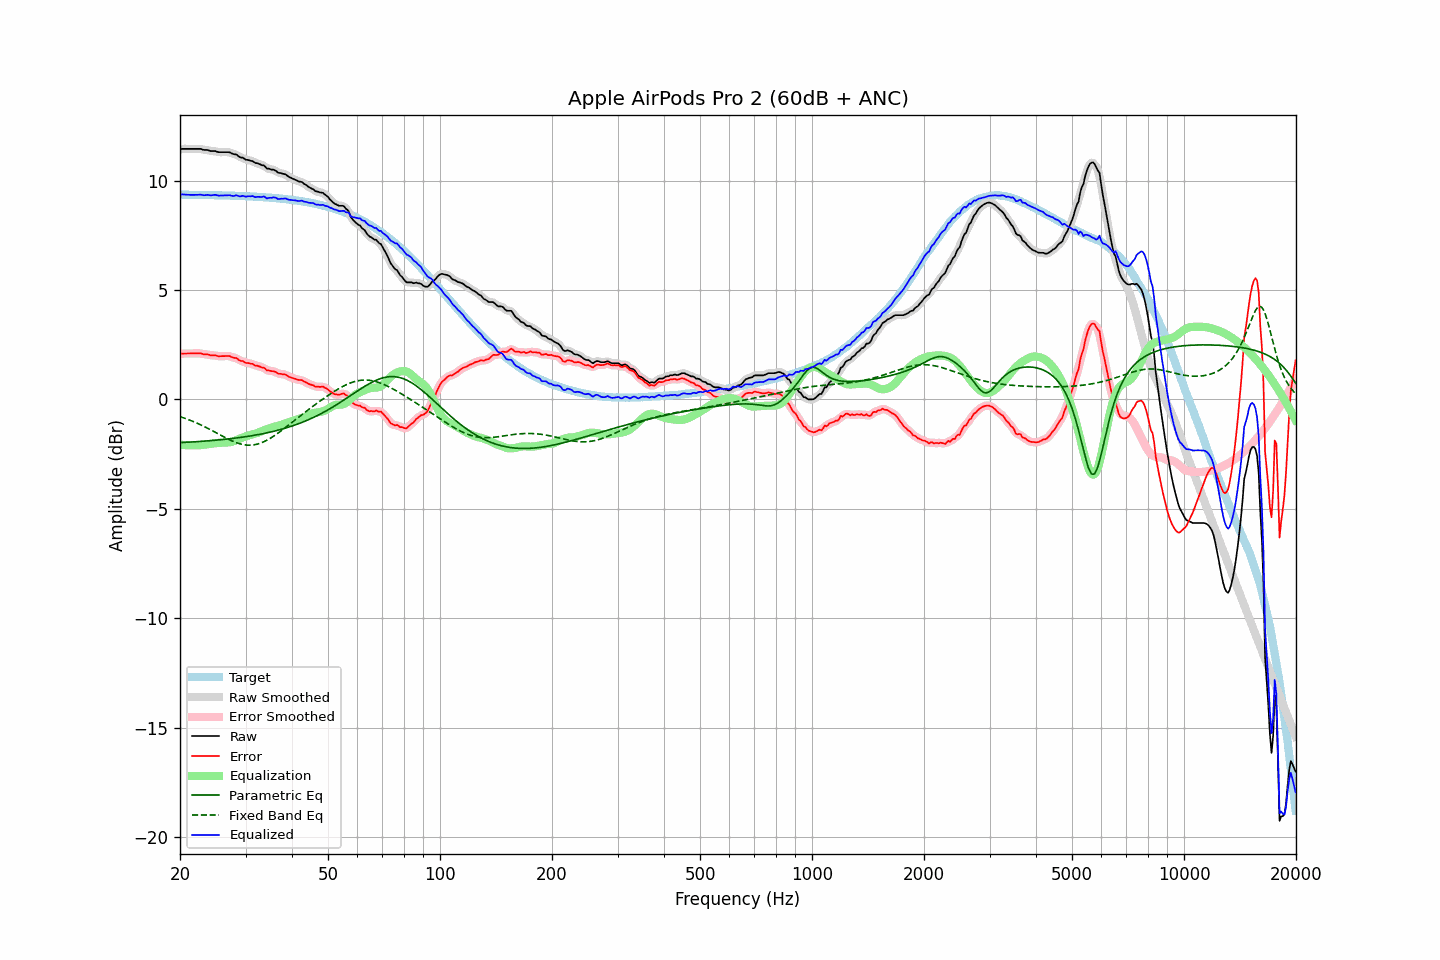 Apple AirPods Pro 2 (60dB + ANC)
Amplitude (dBr)
10
5
0
−5
−10
−15
−20
Target
Raw Smoothed
Error Smoothed
Raw
Error
Equalization
Parametric Eq
Fixed Band Eq
Equalized
20 50 100 200 500 1000 2000 5000 10000 20000
Frequency (Hz)